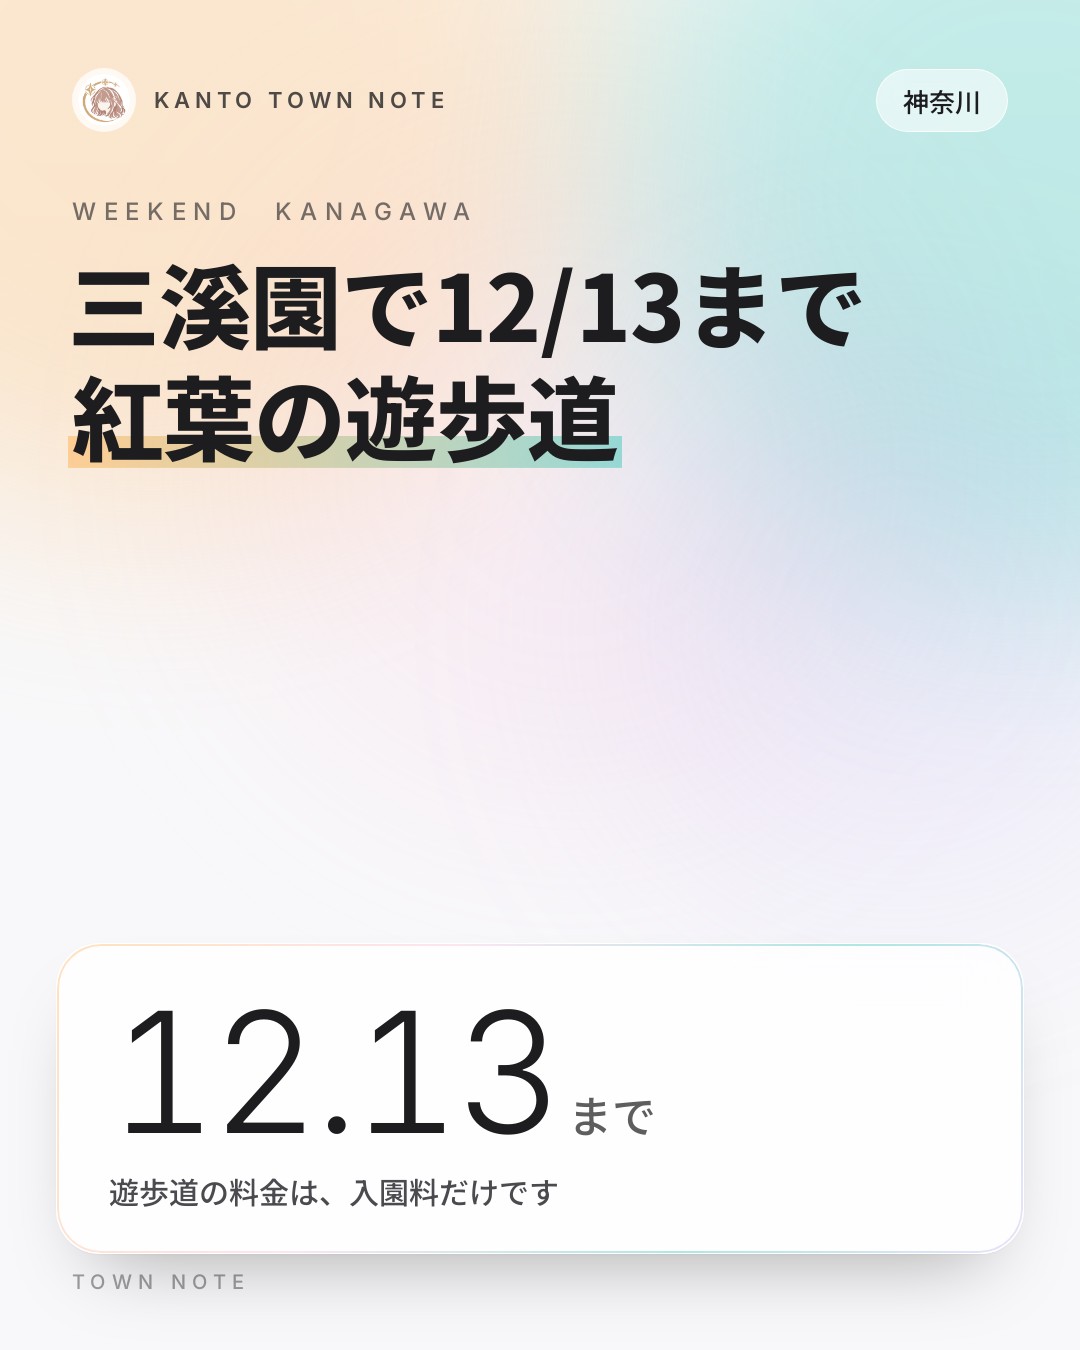 KANTO TOWN NOTE
神奈川
WEEKEND KANAGAWA
三溪園で12/13まで
紅葉の遊歩道
12.13 まで
遊歩道の料金は、入園料だけです
TOWN NOTE